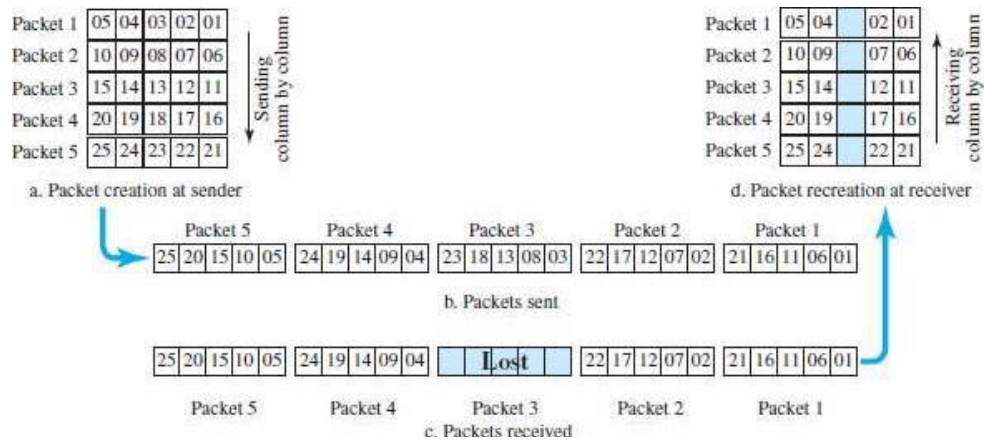 Packet 1 05 04 03 02 01
Packet 2 10 09 08 07 06
Packet 3 15 14 13 12 11
Packet 4 20 19 18 17 16
Packet 5 25 24 23 22 21
Sending
column by column
a. Packet creation at sender
Packet 1 05 04 02 01
Packet 2 10 09 07 06
Packet 3 15 14 12 11
Packet 4 20 19 17 16
Packet 5 25 24 22 21
Receiving
column by column
d. Packet recreation at receiver
Packet 5 Packet 4 Packet 3 Packet 2 Packet 1
25 20 15 10 05 24 19 14 09 04 23 18 13 08 03 22 17 12 07 02 21 16 11 06 01
b. Packets sent
25 20 15 10 05 24 19 14 09 04 Lost 22 17 12 07 02 21 16 11 06 01
Packet 5 Packet 4 Packet 3 Packet 2 Packet 1
c. Packets received